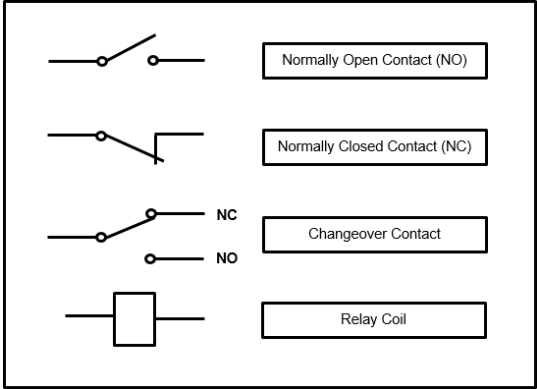 Normally Open Contact (NO)
Normally Closed Contact (NC)
NC
Changeover Contact
NO
Relay Coil